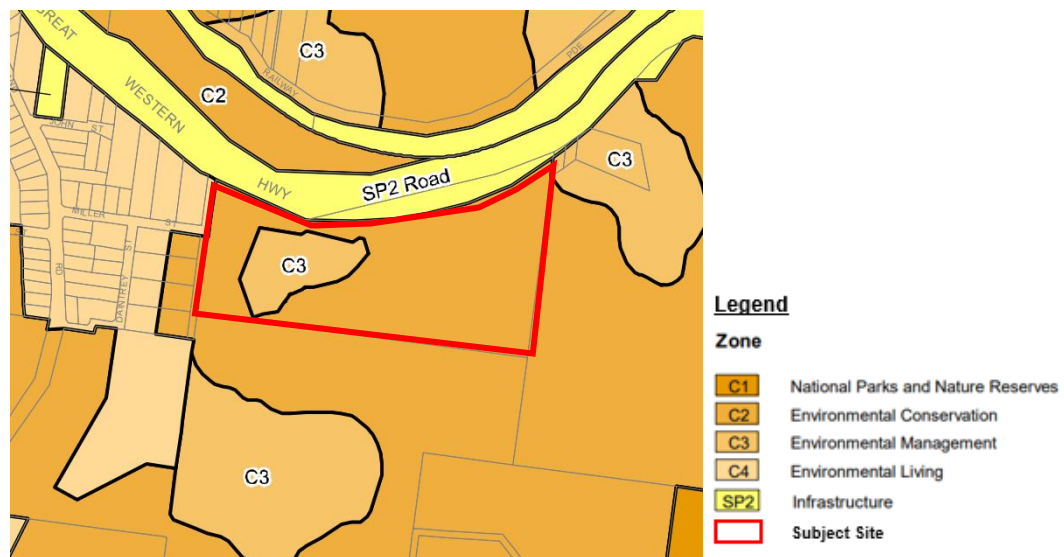 GREAT
WESTERN
HWY
SP2 Road
C3
C2
RAILWAY
PDE
JOHN ST
C3
MILLER
ST
ST
RD
DAINTREY
C3
C3
Legend
Zone
C1 National Parks and Nature Reserves
C2 Environmental Conservation
C3 Environmental Management
C4 Environmental Living
SP2 Infrastructure
Subject Site